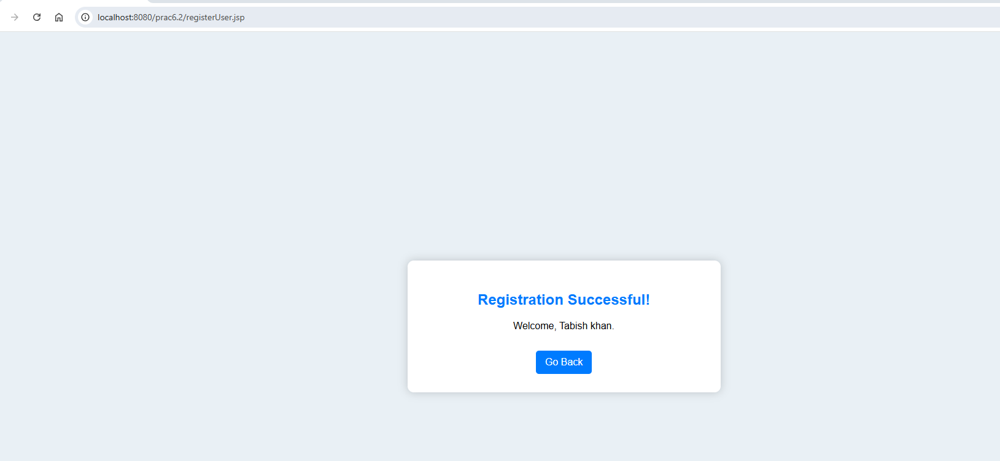 localhost:8080/prac6.2/registerUser.jsp
Registration Successful!
Welcome, Tabish khan.
Go Back